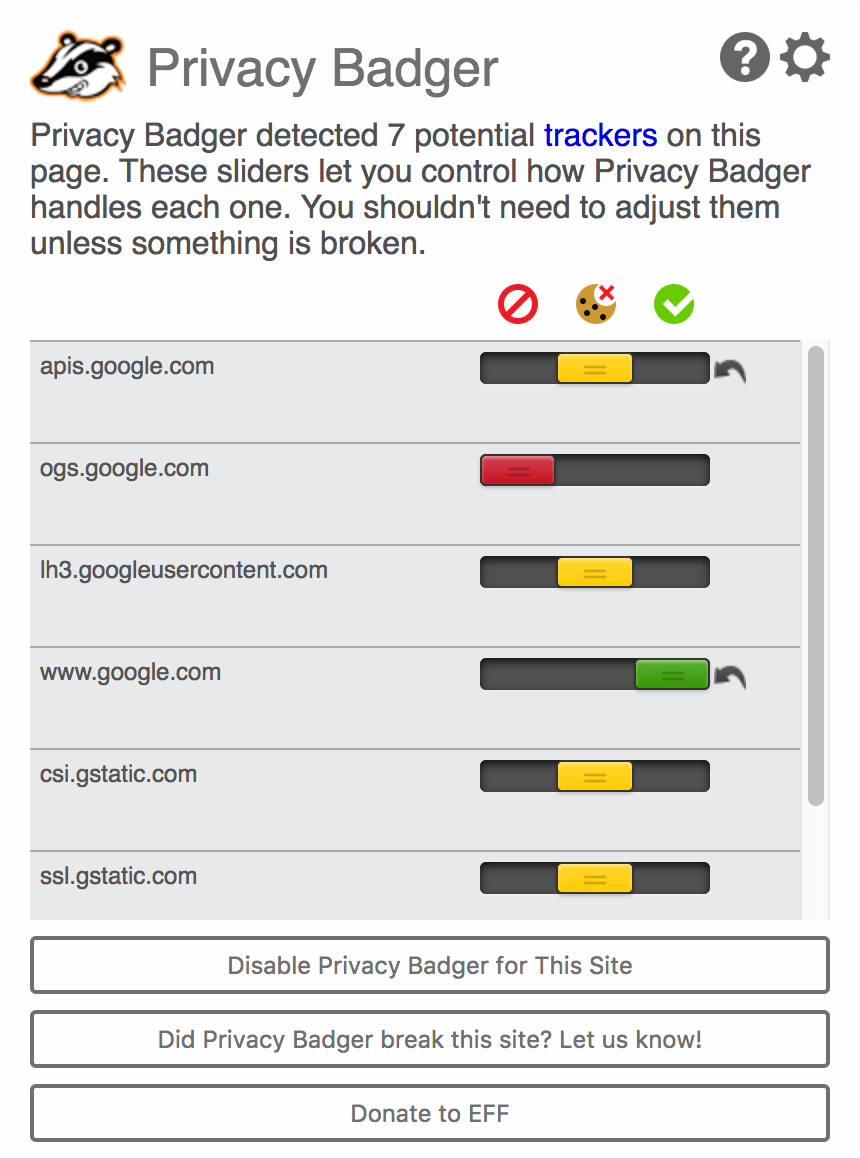 Privacy Badger
Privacy Badger detected 7 potential trackers on this
page. These sliders let you control how Privacy Badger
handles each one. You shouldn't need to adjust them
unless something is broken.
apis.google.com
ogs.google.com
lh3.googleusercontent.com
www.google.com
csi.gstatic.com
ssl.gstatic.com
Disable Privacy Badger for This Site
Did Privacy Badger break this site? Let us know!
Donate to EFF